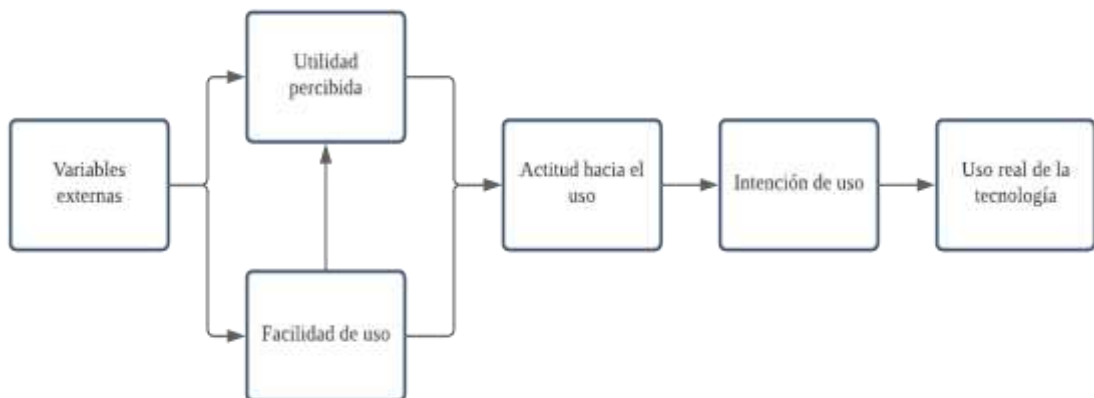 Utilidad
percibida
Variables
externas
Actitud hacia el
uso
Intención de uso
Uso real de la
tecnología
Facilidad de uso